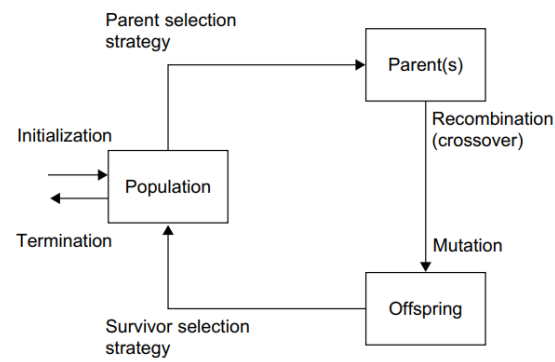 Parent selection
strategy
Parent(s)
Initialization
Recombination
(crossover)
Population
Termination
Mutation
Offspring
Survivor selection
strategy